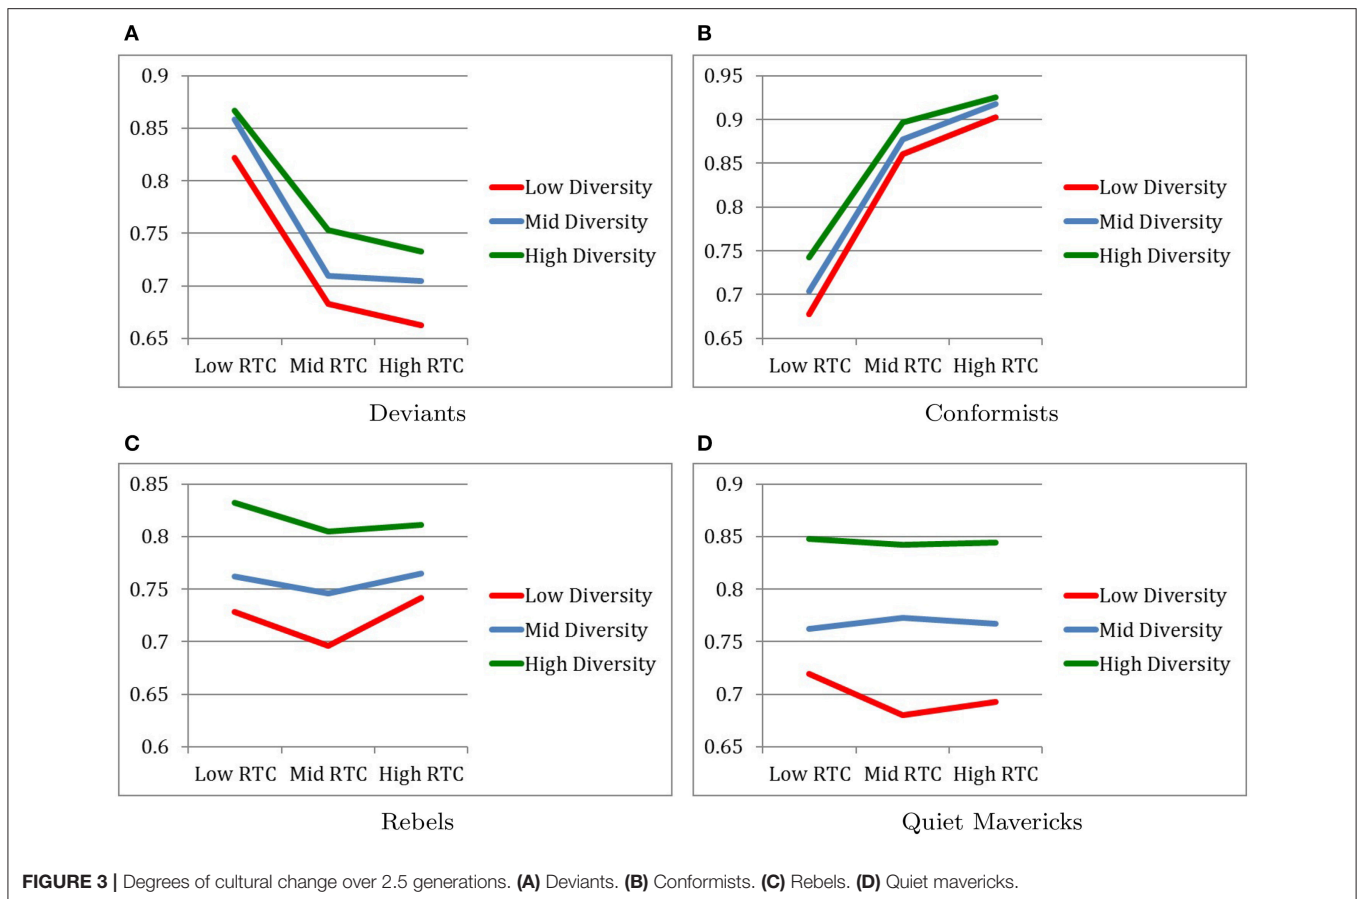 A
0.9
0.85
0.8
0.75
0.7
0.65
Low RTC Mid RTC High RTC
Low Diversity
Mid Diversity
High Diversity
Deviants
B
0.95
0.9
0.85
0.8
0.75
0.7
0.65
Low RTC Mid RTC High RTC
Low Diversity
Mid Diversity
High Diversity
Conformists
C
0.85
0.8
0.75
0.7
0.65
0.6
Low RTC Mid RTC High RTC
Low Diversity
Mid Diversity
High Diversity
Rebels
D
0.9
0.85
0.8
0.75
0.7
0.65
Low RTC Mid RTC High RTC
Low Diversity
Mid Diversity
High Diversity
Quiet Mavericks
FIGURE 3 | Degrees of cultural change over 2.5 generations. (A) Deviants. (B) Conformists. (C) Rebels. (D) Quiet mavericks.